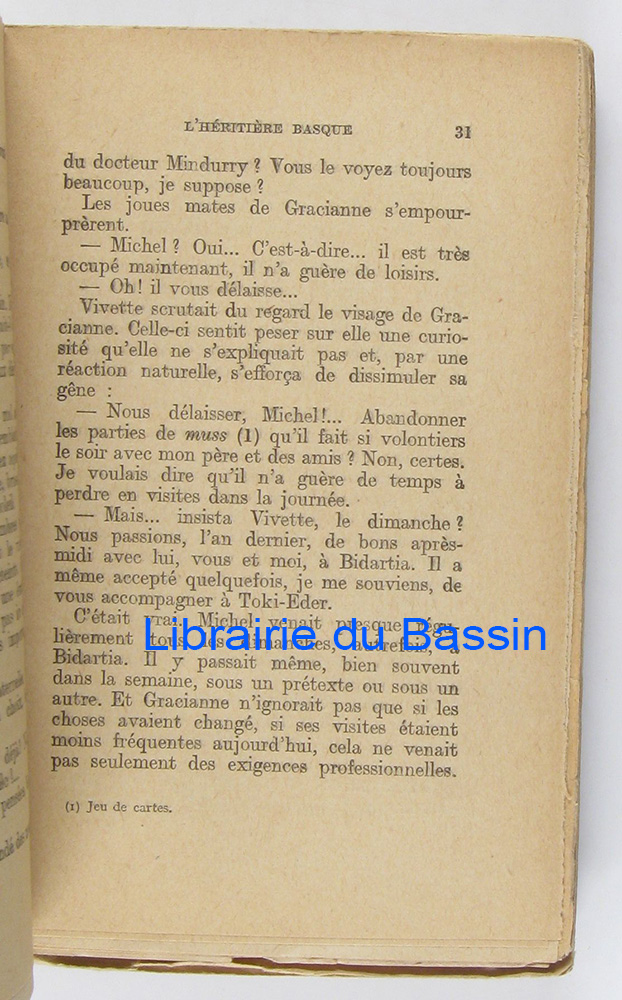 L'HÉRITIÈRE BASQUE 31
du docteur Mindurry ? Vous le voyez toujours
beaucoup, je suppose ?
Les joues mates de Gracianne s'empour-
prèrent.
— Michel ? Oui... C'est-à-dire... il est très
occupé maintenant, il n'a guère de loisirs.
— Oh! il vous délaisse...
Vivette scrutait du regard le visage de Gra-
cianne. Celle-ci sentit peser sur elle une curio-
sité qu'elle ne s'expliquait pas et, par une
réaction naturelle, s'efforça de dissimuler sa
gêne :
— Nous délaisser, Michel!... Abandonner
les parties de muss (1) qu'il fait si volontiers
le soir avec mon père et des amis ? Non, certes.
Je voulais dire qu'il n'a guère de temps à
perdre en visites dans la journée.
— Mais... insista Vivette, le dimanche ?
Nous passions, l'an dernier, de bons après-
midi avec lui, vous et moi, à Bidartia. Il a
même accepté quelquefois, je me souviens, de
vous accompagner à Toki-Eder.
C'était vrai. Michel venait presque régu-
lièrement tous les dimanches, autrefois, à
Librairie du Bassin
Bidartia. Il y passait même, bien souvent
dans la semaine, sous un prétexte ou sous un
autre. Et Gracianne n'ignorait pas que si les
choses avaient changé, si ses visites étaient
moins fréquentes aujourd'hui, cela ne venait
pas seulement des exigences professionnelles.
(1) Jeu de cartes.